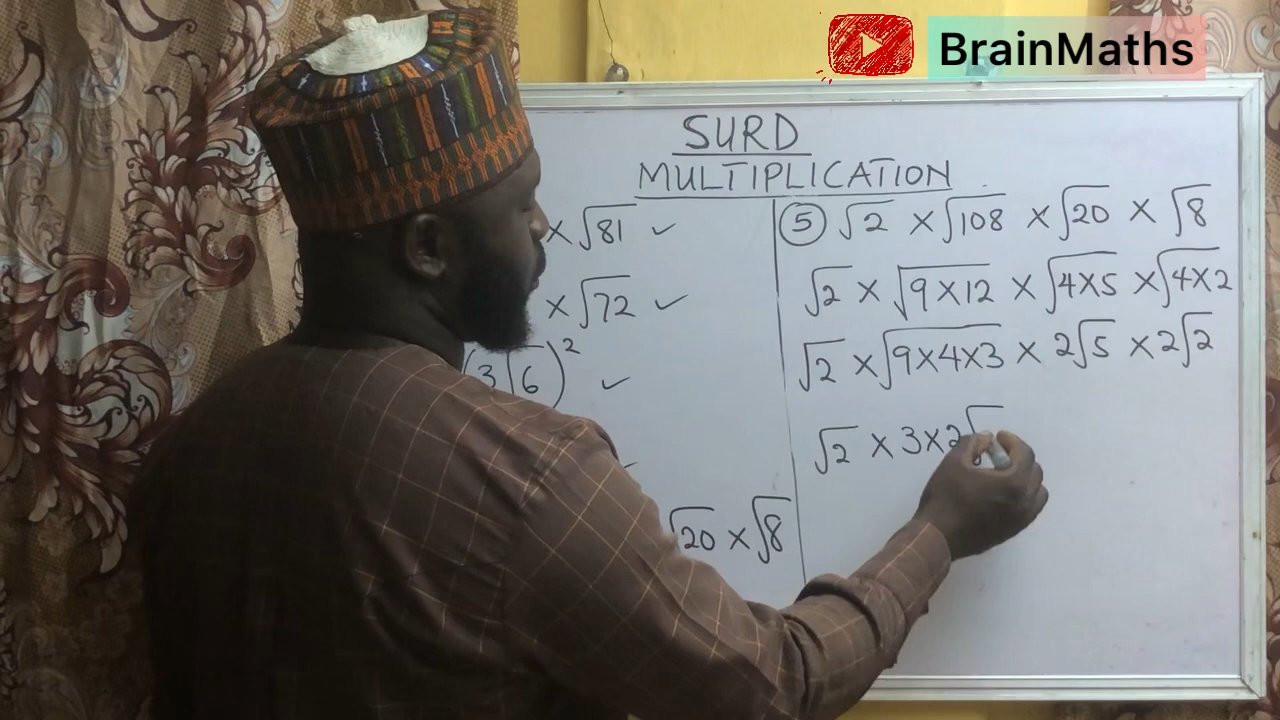 BrainMaths
SURD
MULTIPLICATION
× √81 ✓
× √72 ✓
(3√6)² ✓
√20 × √8
⑤ √2 × √108 × √20 × √8
√2 × √9×12 × √4×5 × √4×2
√2 × √9×4×3 × 2√5 × 2√2
√2 × 3×2√